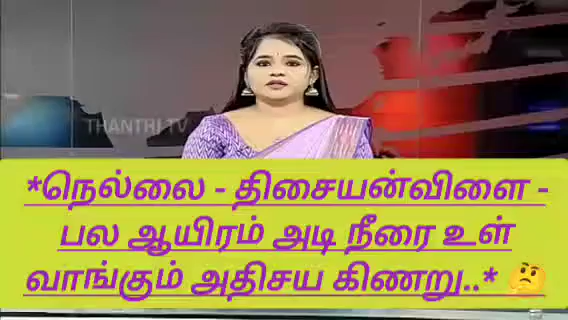 THANTHI TV
*நெல்லை - திசையன்விளை -
பல ஆயிரம் அடி நீரை உள்
வாங்கும் அதிசய கிணறு..* 🤔